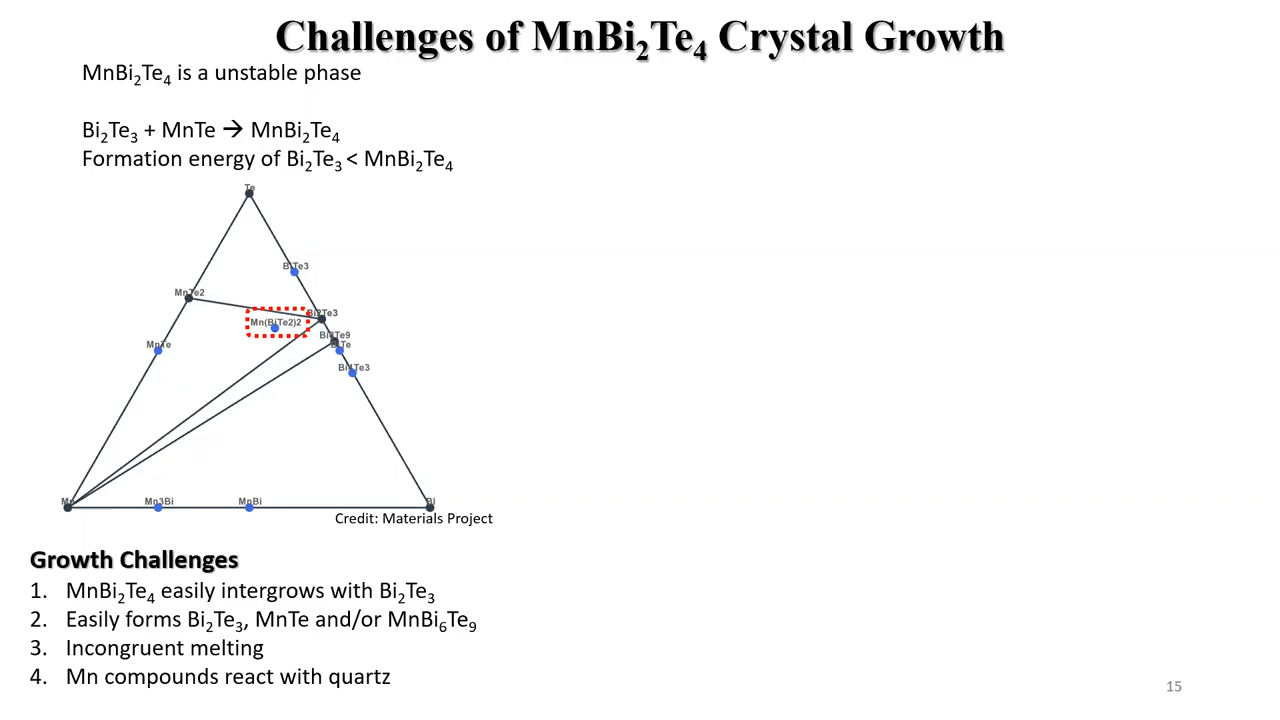 Challenges of MnBi₂Te₄ Crystal Growth
MnBi₂Te₄ is a unstable phase
Bi₂Te₃ + MnTe → MnBi₂Te₄
Formation energy of Bi₂Te₃ < MnBi₂Te₄
Te
BiTe3
MnTe2
Bi2Te3
Mn(BiTe2)2
MnTe
BiTe
Mn
Mn3Bi
MnBi
Bi
Credit: Materials Project
Growth Challenges
1. MnBi₂Te₄ easily intergrows with Bi₂Te₃
2. Easily forms Bi₂Te₃, MnTe and/or MnBi₆Te₉
3. Incongruent melting
4. Mn compounds react with quartz
15